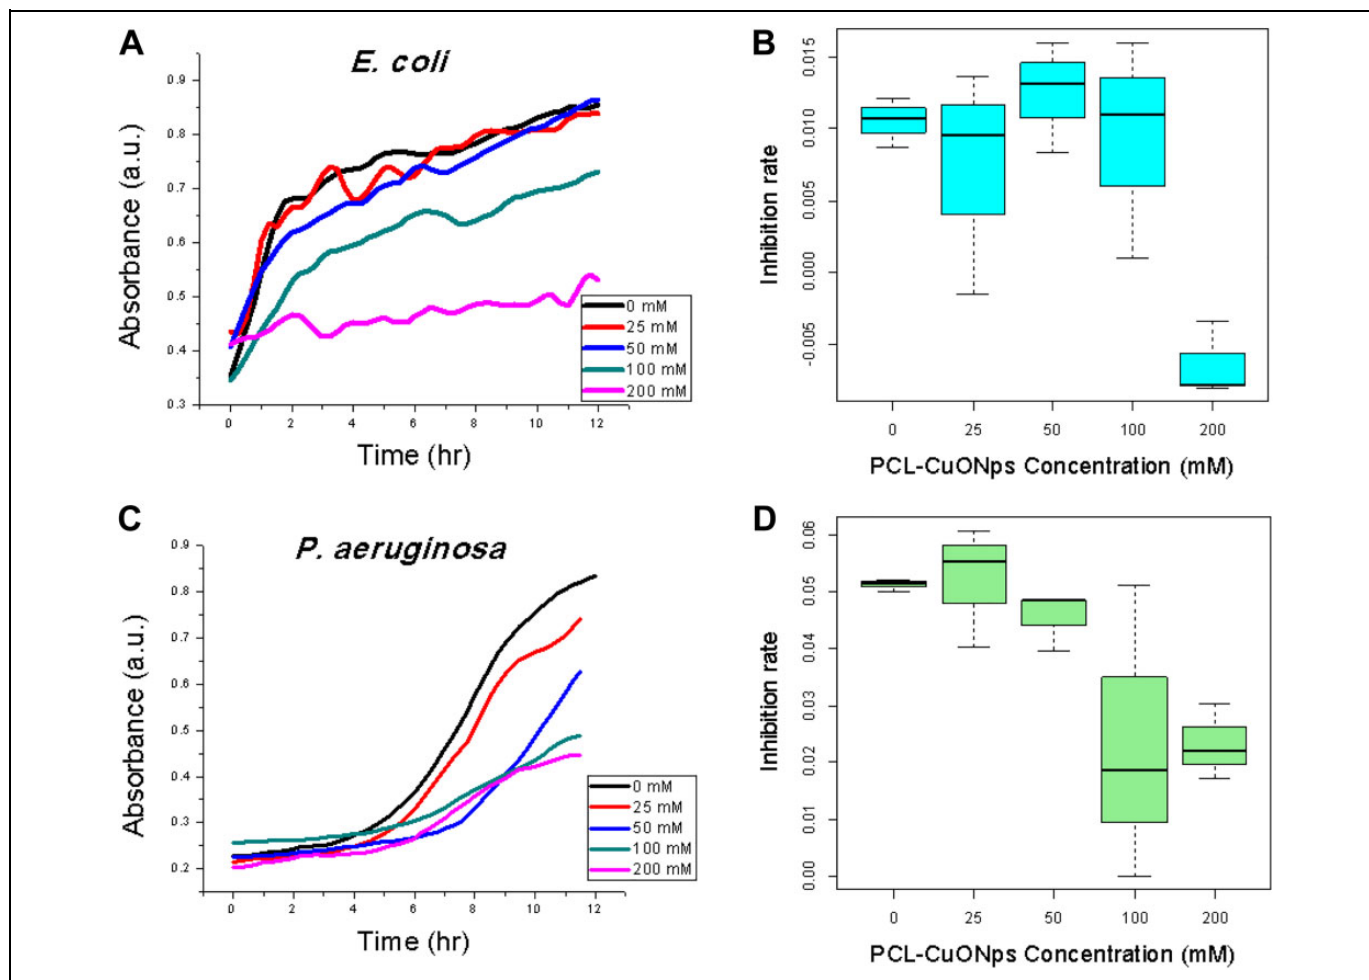 A
E. coli
Absorbance (a.u.)
0.9
0.8
0.7
0.6
0.5
0.4
0.3
0 mM
25 mM
50 mM
100 mM
200 mM
0 2 4 6 8 10 12
Time (hr)
B
Inhibition rate
0.015
0.010
0.005
0.000
-0.005
0 25 50 100 200
PCL-CuONps Concentration (mM)
C
P. aeruginosa
Absorbance (a.u.)
0.9
0.8
0.7
0.6
0.5
0.4
0.3
0.2
0 mM
25 mM
50 mM
100 mM
200 mM
0 2 4 6 8 10 12
Time (hr)
D
Inhibition rate
0.06
0.05
0.04
0.03
0.02
0.01
0.00
0 25 50 100 200
PCL-CuONps Concentration (mM)